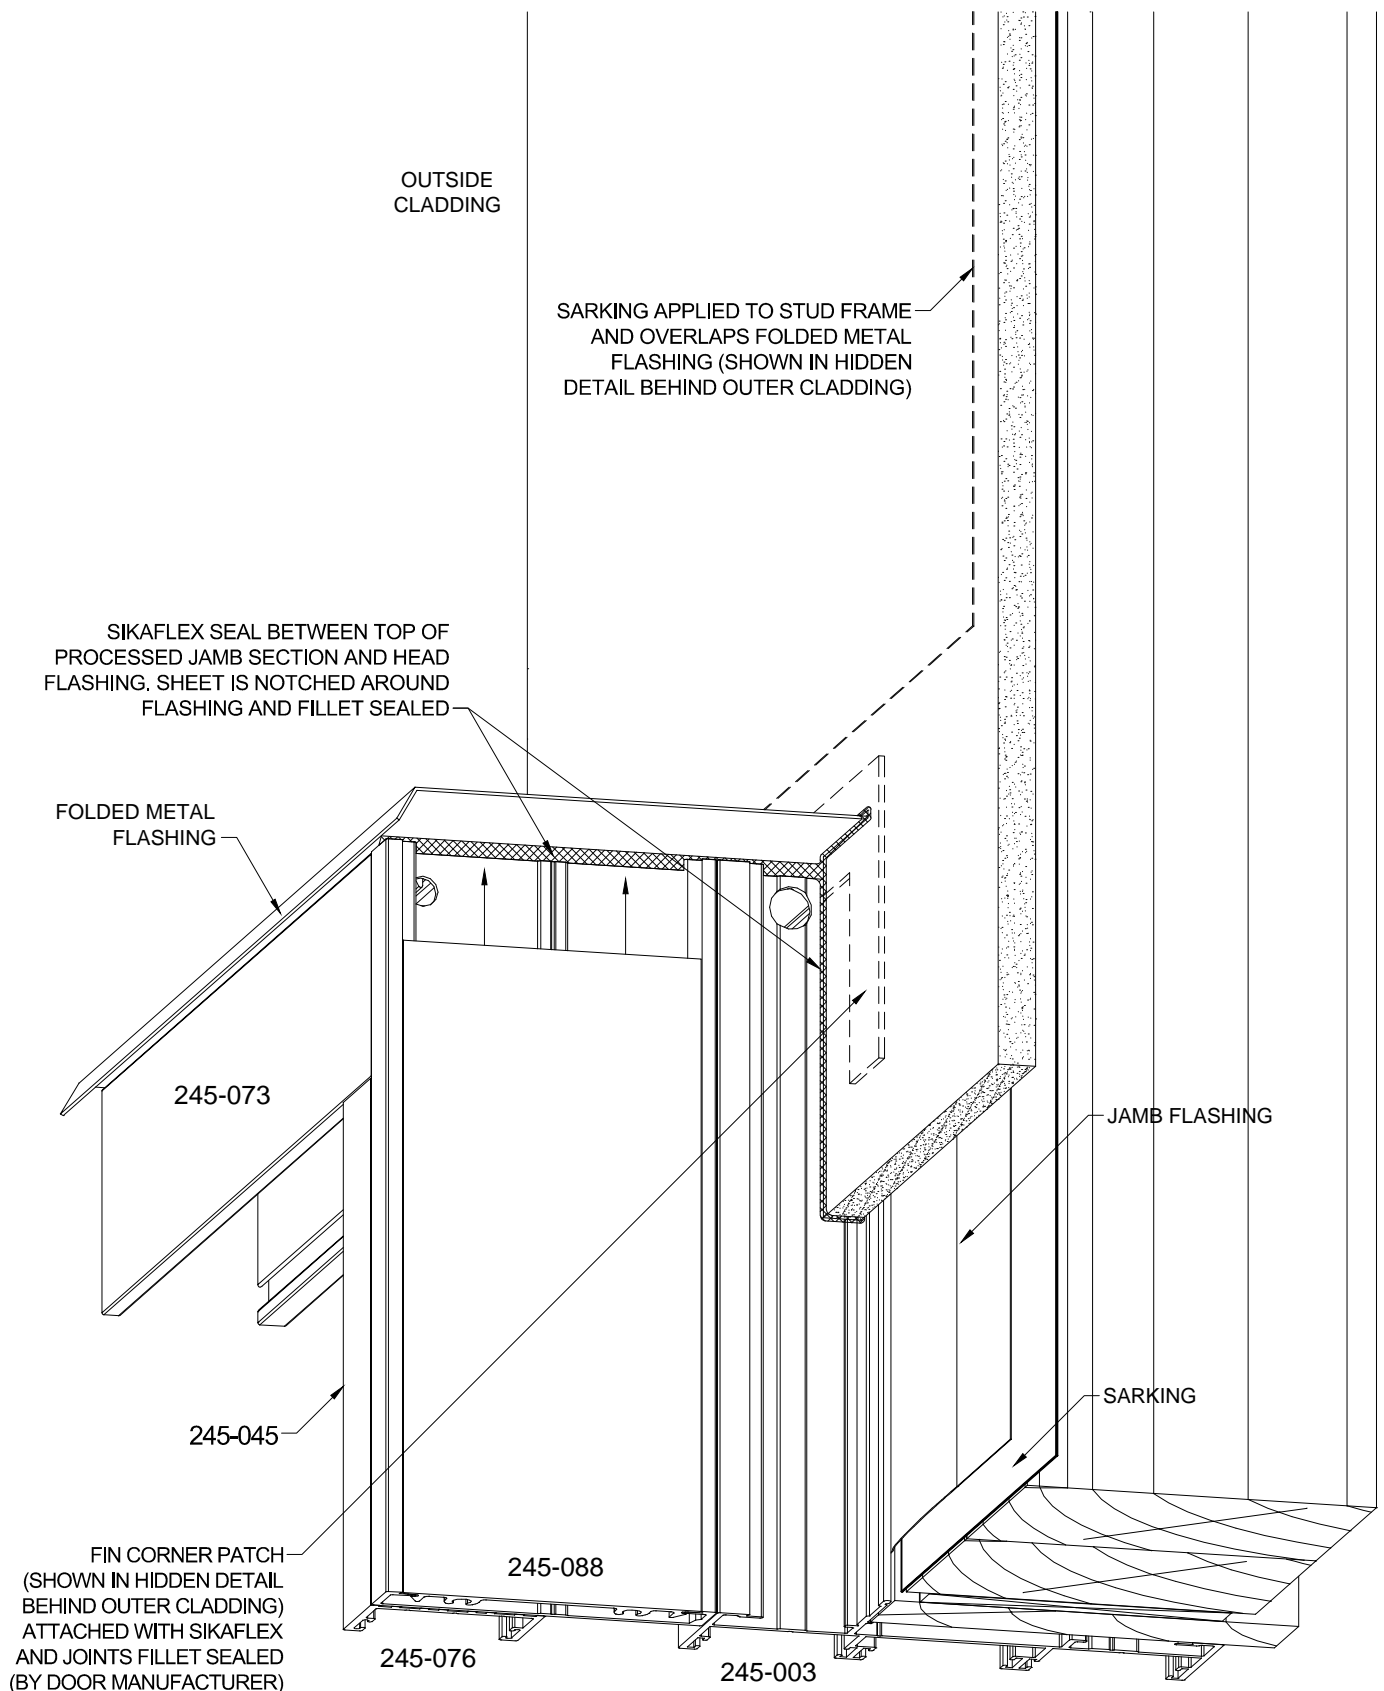 OUTSIDE
CLADDING
SARKING APPLIED TO STUD FRAME
AND OVERLAPS FOLDED METAL
FLASHING (SHOWN IN HIDDEN
DETAIL BEHIND OUTER CLADDING)
SIKAFLEX SEAL BETWEEN TOP OF
PROCESSED JAMB SECTION AND HEAD
FLASHING. SHEET IS NOTCHED AROUND
FLASHING AND FILLET SEALED
FOLDED METAL
FLASHING
245-073
JAMB FLASHING
SARKING
245-045
FIN CORNER PATCH
(SHOWN IN HIDDEN DETAIL
BEHIND OUTER CLADDING)
ATTACHED WITH SIKAFLEX
AND JOINTS FILLET SEALED
(BY DOOR MANUFACTURER)
245-088
245-076
245-003